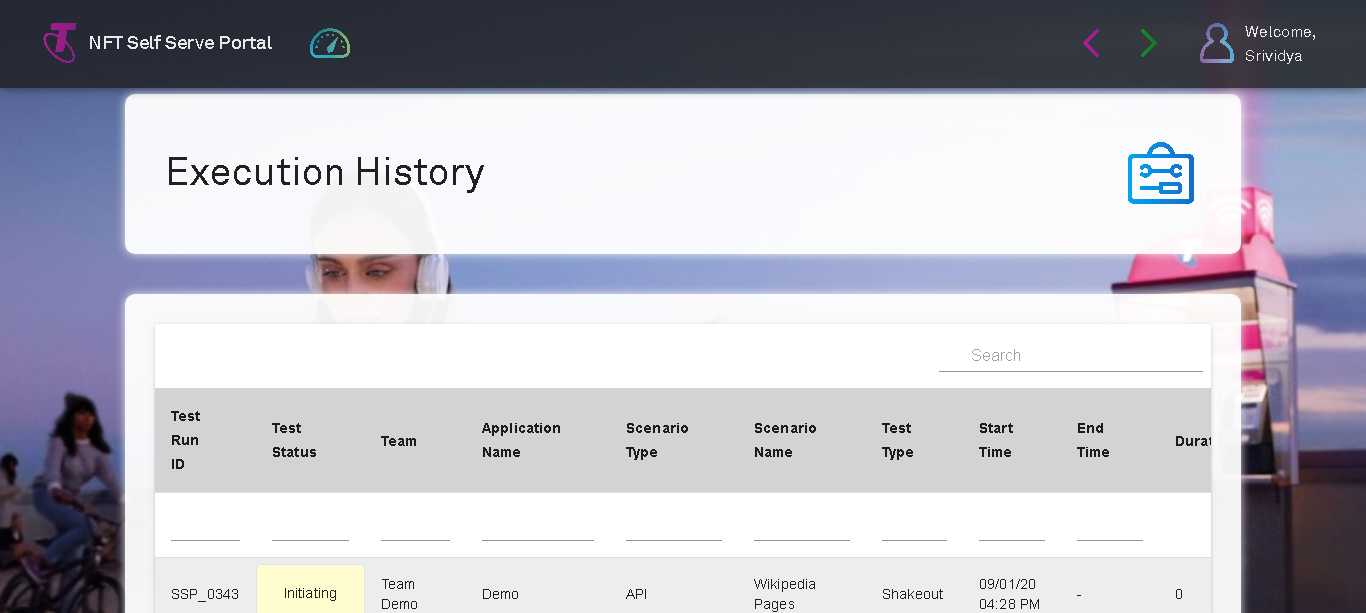 NFT Self Serve Portal
Welcome,
Srividya
Execution History
Search
Test
Run
ID
Test
Status
Team
Application
Name
Scenario
Type
Scenario
Name
Test
Type
Start
Time
End
Time
Durat
SSP_0343
Initiating
Team
Demo
Demo
API
Wikipedia
Pages
Shakeout
09/01/20
04:28 PM
-
0